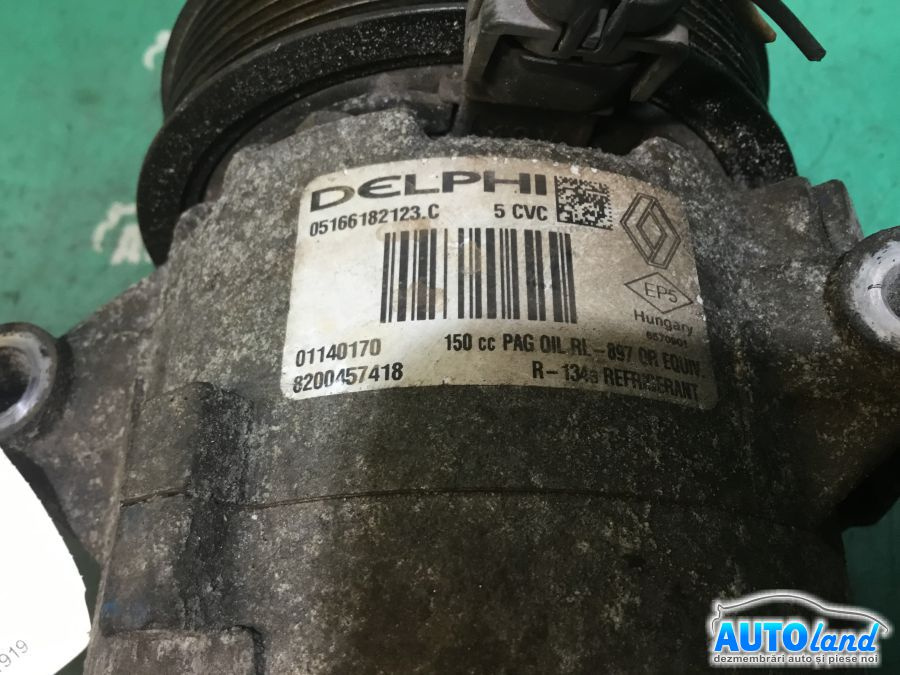 DELPHI
05166182123.C 5 CVC
EP5
Hungary
01140170 150 cc PAG OIL RL-897 OR EQUIV.
8200457418 R-134a REFRIGERANT
AUTOland
dezmembrări auto și piese noi